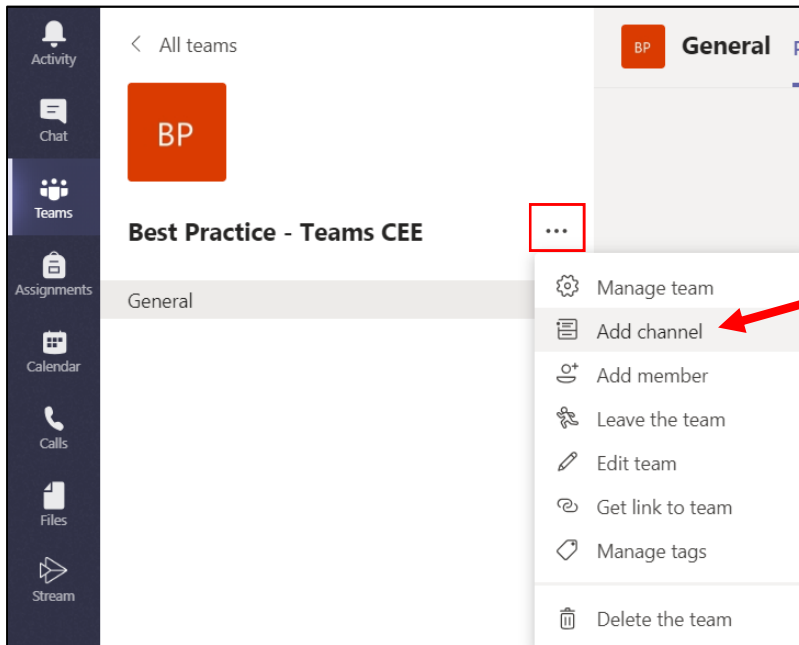 Activity
Chat
Teams
Assignments
Calendar
Calls
Files
Stream
All teams
BP
Best Practice - Teams CEE
...
General
BP General
Manage team
Add channel
Add member
Leave the team
Edit team
Get link to team
Manage tags
Delete the team